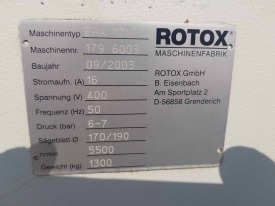 Maschinentyp
Maschinennr. 179 6003
Baujahr 09/2003
Stromaufn. (A) 16
Spannung (V) 400
Frequenz (Hz) 50
Druck (bar) 6-7
Sägeblatt-Ø 170/190
5500
Gewicht (kg) 1300
ROTOX
MASCHINENFABRIK
ROTOX GmbH
B. Eisenbach
Am Sportplatz 2
D-56858 Grenderich